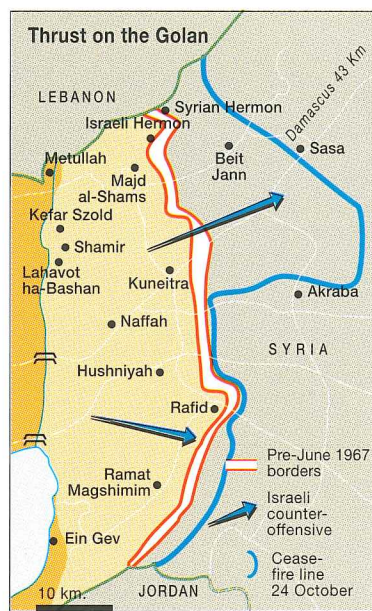 Thrust on the Golan
LEBANON
Syrian Hermon
Israeli Hermon
Damascus 43 Km
Metullah
Majd
al-Shams
Beit
Jann
Sasa
Kefar Szold
Shamir
Lahavot
ha-Bashan
Kuneitra
Akraba
Naffah
SYRIA
Hushniyah
Rafid
Pre-June 1967
borders
Ramat
Magshimim
Israeli
counter-
offensive
Ein Gev
Cease-
fire line
24 October
10 km.
JORDAN